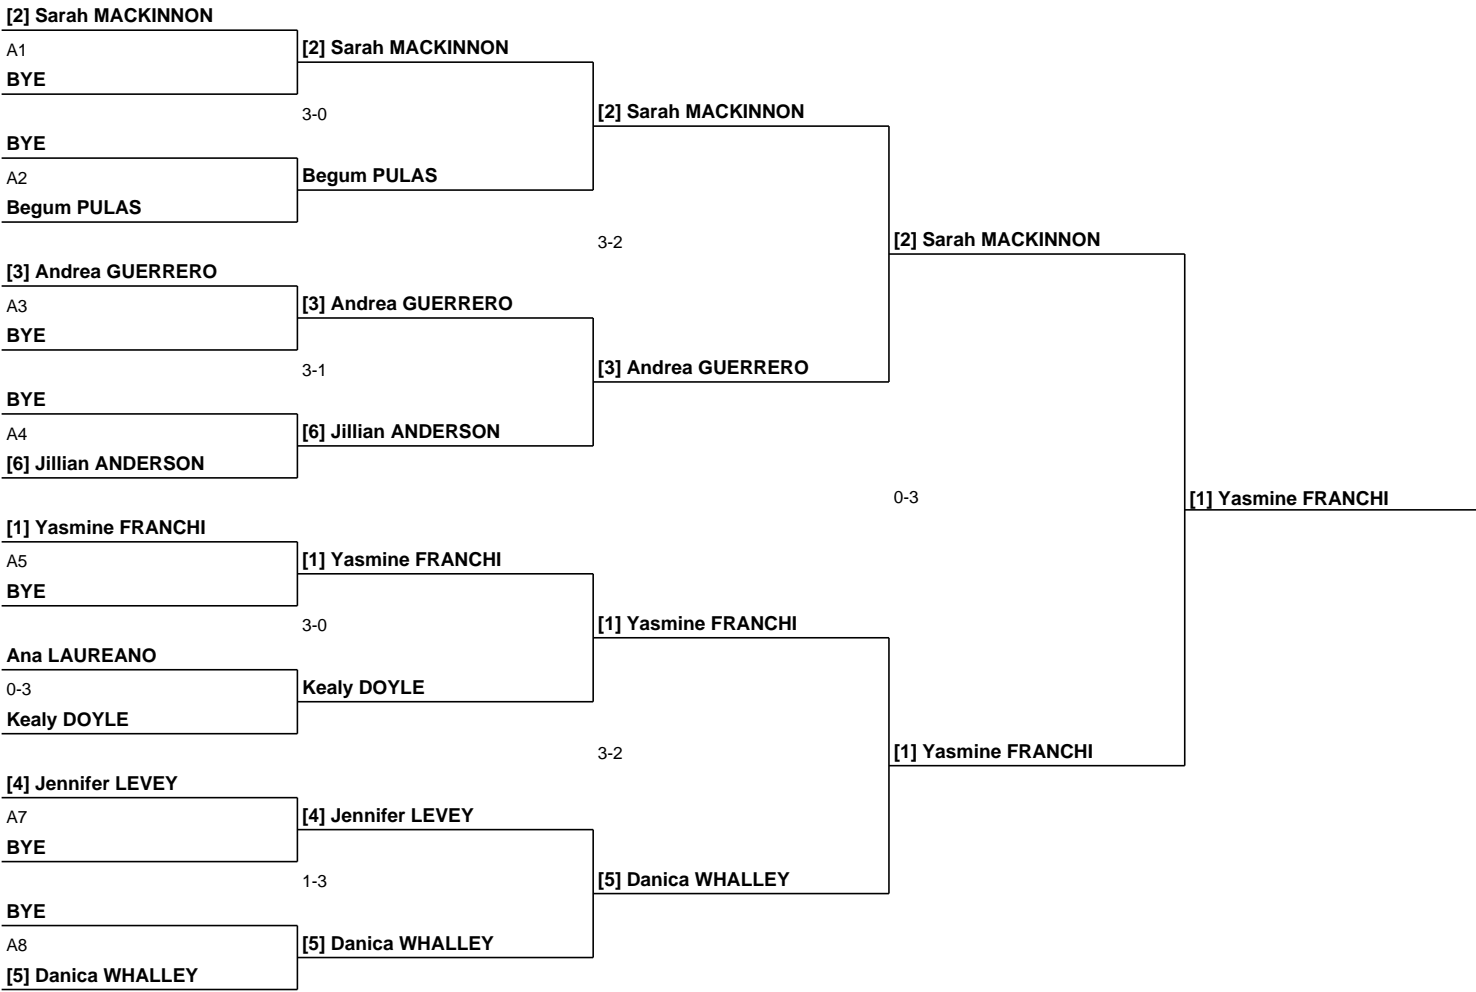 [2] Sarah MACKINNON
A1
BYE
BYE
A2
Begum PULAS
[3] Andrea GUERRERO
A3
BYE
BYE
A4
[6] Jillian ANDERSON
[1] Yasmine FRANCHI
A5
BYE
Ana LAUREANO
0-3
Kealy DOYLE
[4] Jennifer LEVEY
A7
BYE
BYE
A8
[5] Danica WHALLEY
[2] Sarah MACKINNON
3-0
Begum PULAS
[3] Andrea GUERRERO
3-1
[6] Jillian ANDERSON
[1] Yasmine FRANCHI
3-0
Kealy DOYLE
[4] Jennifer LEVEY
1-3
[5] Danica WHALLEY
[2] Sarah MACKINNON
3-2
[3] Andrea GUERRERO
[1] Yasmine FRANCHI
3-2
[5] Danica WHALLEY
[2] Sarah MACKINNON
0-3
[1] Yasmine FRANCHI
[1] Yasmine FRANCHI